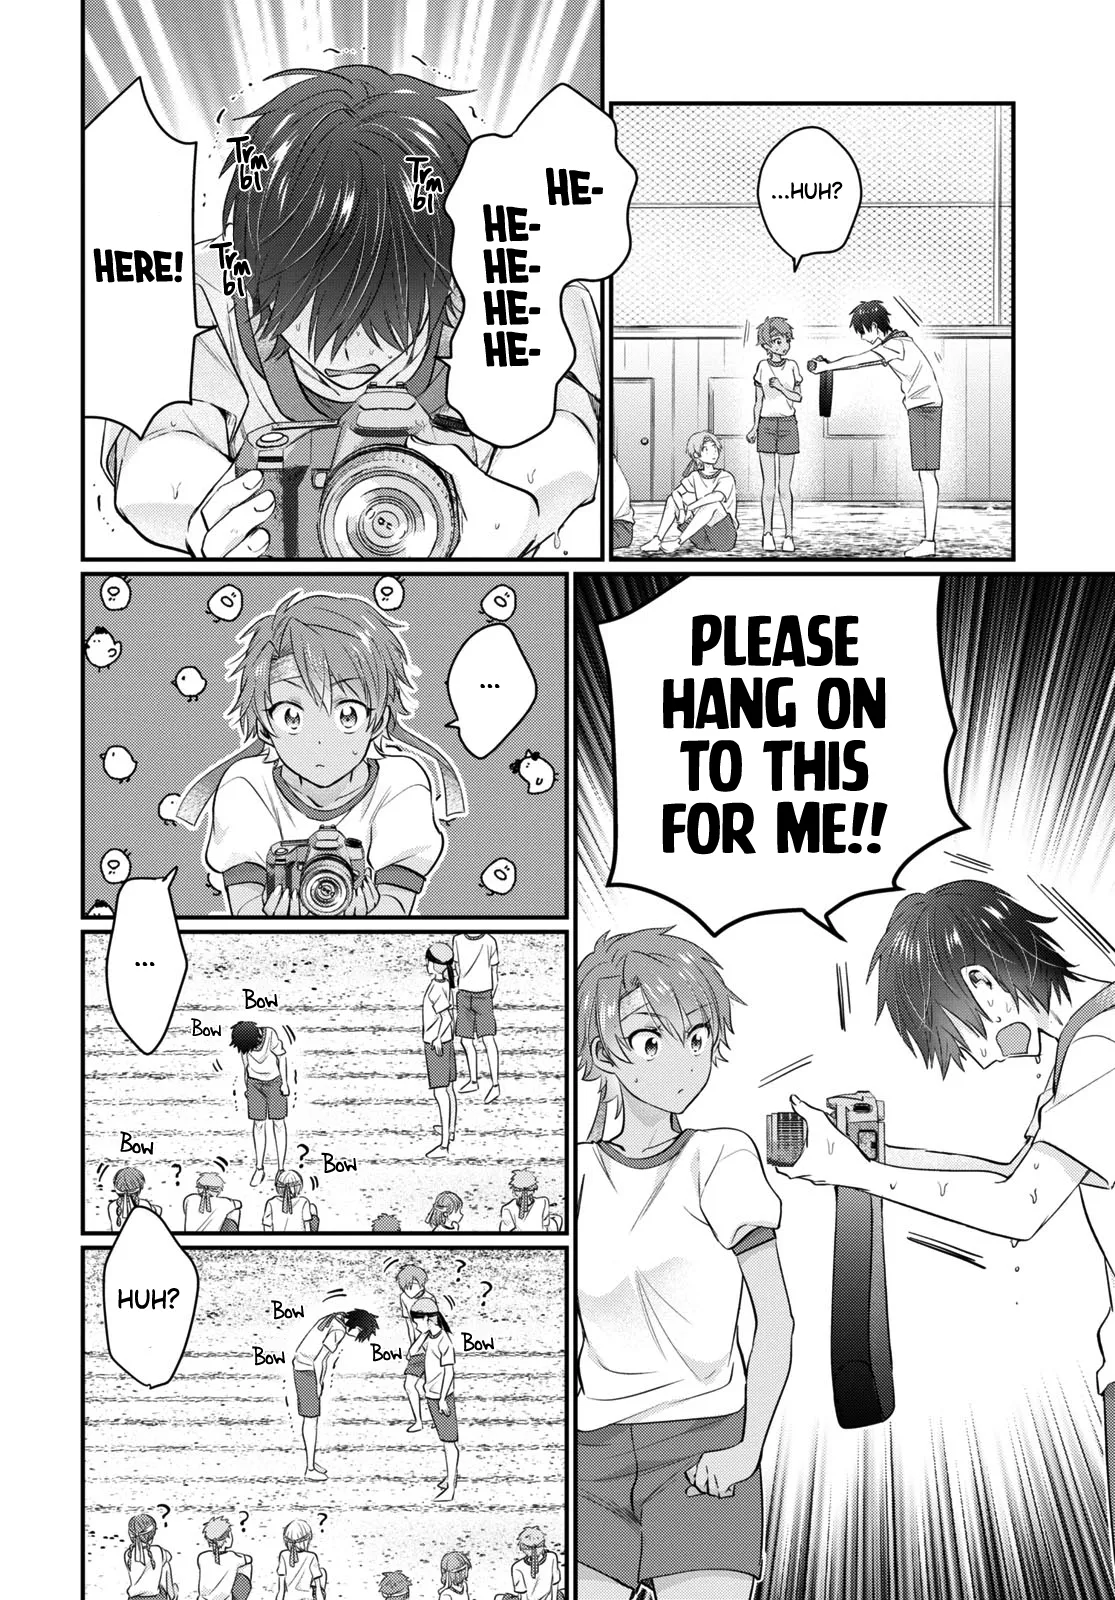 ...HUH?
HE-
HE-
HE-
HE-
HE-
Trm
bl
Trm
bl
Trm
bl
HERE!
PLEASE
HANG ON
TO THIS
FOR ME!!
...
...
Bow
Bow
Bow
Bow
?
?
HUH?
Bow
Bow
Bow
Bow
?
?
?
?
?